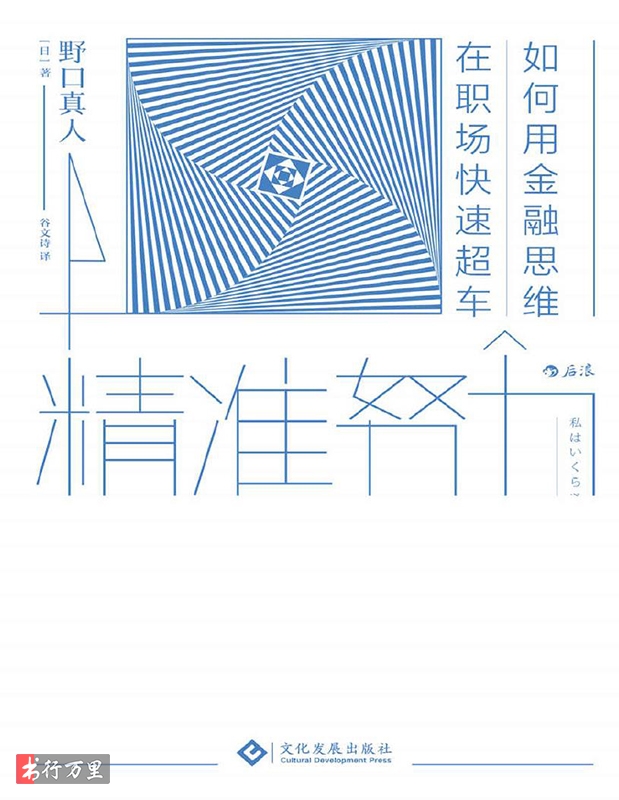 如何用金融思维
在职场快速超车
野口真人
[日] 著
谷文诗 译
精准努力
后浪
私はいくら
文化发展出版社
Cultural Development Press
书行万里